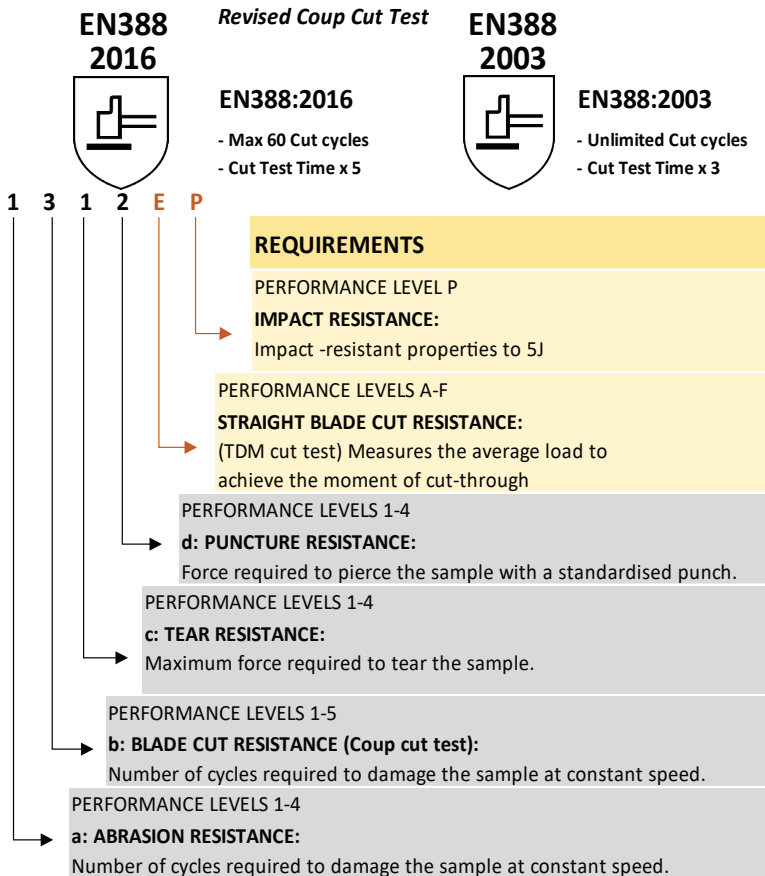 EN388
2016
Revised Coup Cut Test
EN388
2003
EN388:2016
- Max 60 Cut cycles
- Cut Test Time x 5
EN388:2003
- Unlimited Cut cycles
- Cut Test Time x 3
1 3 1 2 E P
REQUIREMENTS
PERFORMANCE LEVEL P
IMPACT RESISTANCE:
Impact -resistant properties to 5J
PERFORMANCE LEVELS A-F
STRAIGHT BLADE CUT RESISTANCE:
(TDM cut test) Measures the average load to
achieve the moment of cut-through
PERFORMANCE LEVELS 1-4
d: PUNCTURE RESISTANCE:
Force required to pierce the sample with a standardised punch.
PERFORMANCE LEVELS 1-4
c: TEAR RESISTANCE:
Maximum force required to tear the sample.
PERFORMANCE LEVELS 1-5
b: BLADE CUT RESISTANCE (Coup cut test):
Number of cycles required to damage the sample at constant speed.
PERFORMANCE LEVELS 1-4
a: ABRASION RESISTANCE:
Number of cycles required to damage the sample at constant speed.